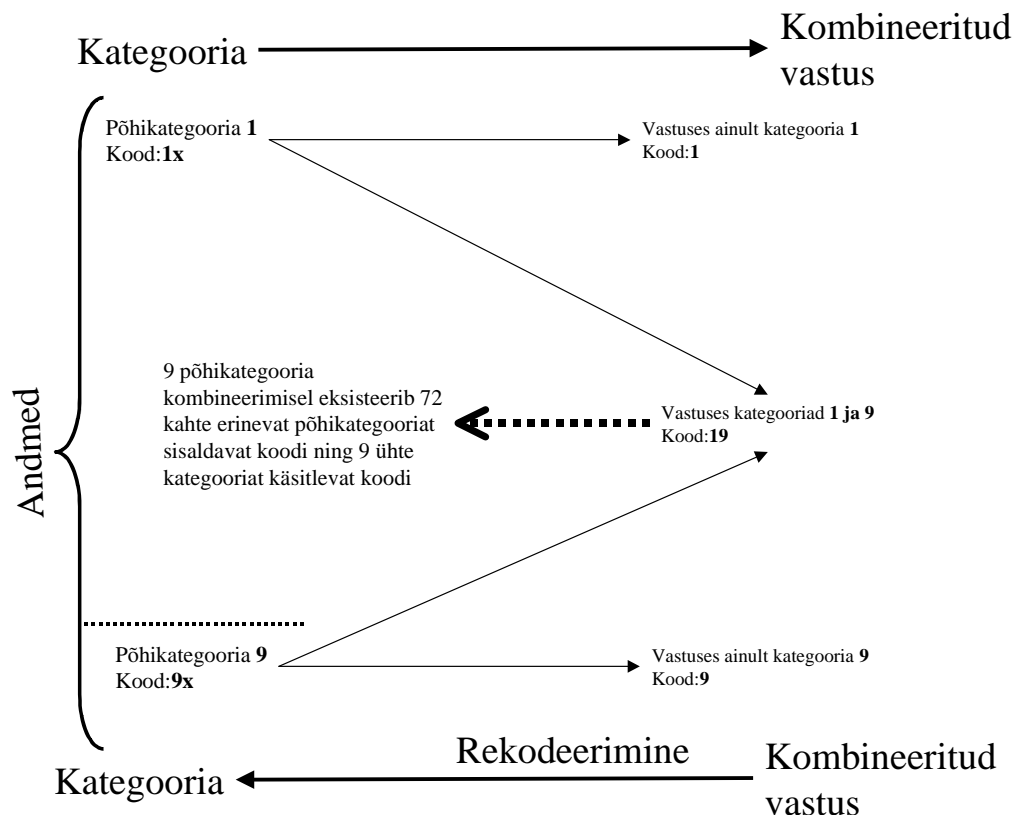 Kategooria
Kombineeritud
vastus
Põhikategooria 1
Kood:1x
Vastuses ainult kategooria 1
Kood:1
Andmed
9 põhikategooria
kombineerimisel eksisteerib 72
kahte erinevat põhikategooriat
sisaldavat koodi ning 9 ühte
kategooriat käsitlevat koodi
Vastuses kategooriad 1 ja 9
Kood:19
Põhikategooria 9
Kood:9x
Vastuses ainult kategooria 9
Kood:9
Kategooria
Rekodeerimine
Kombineeritud
vastus